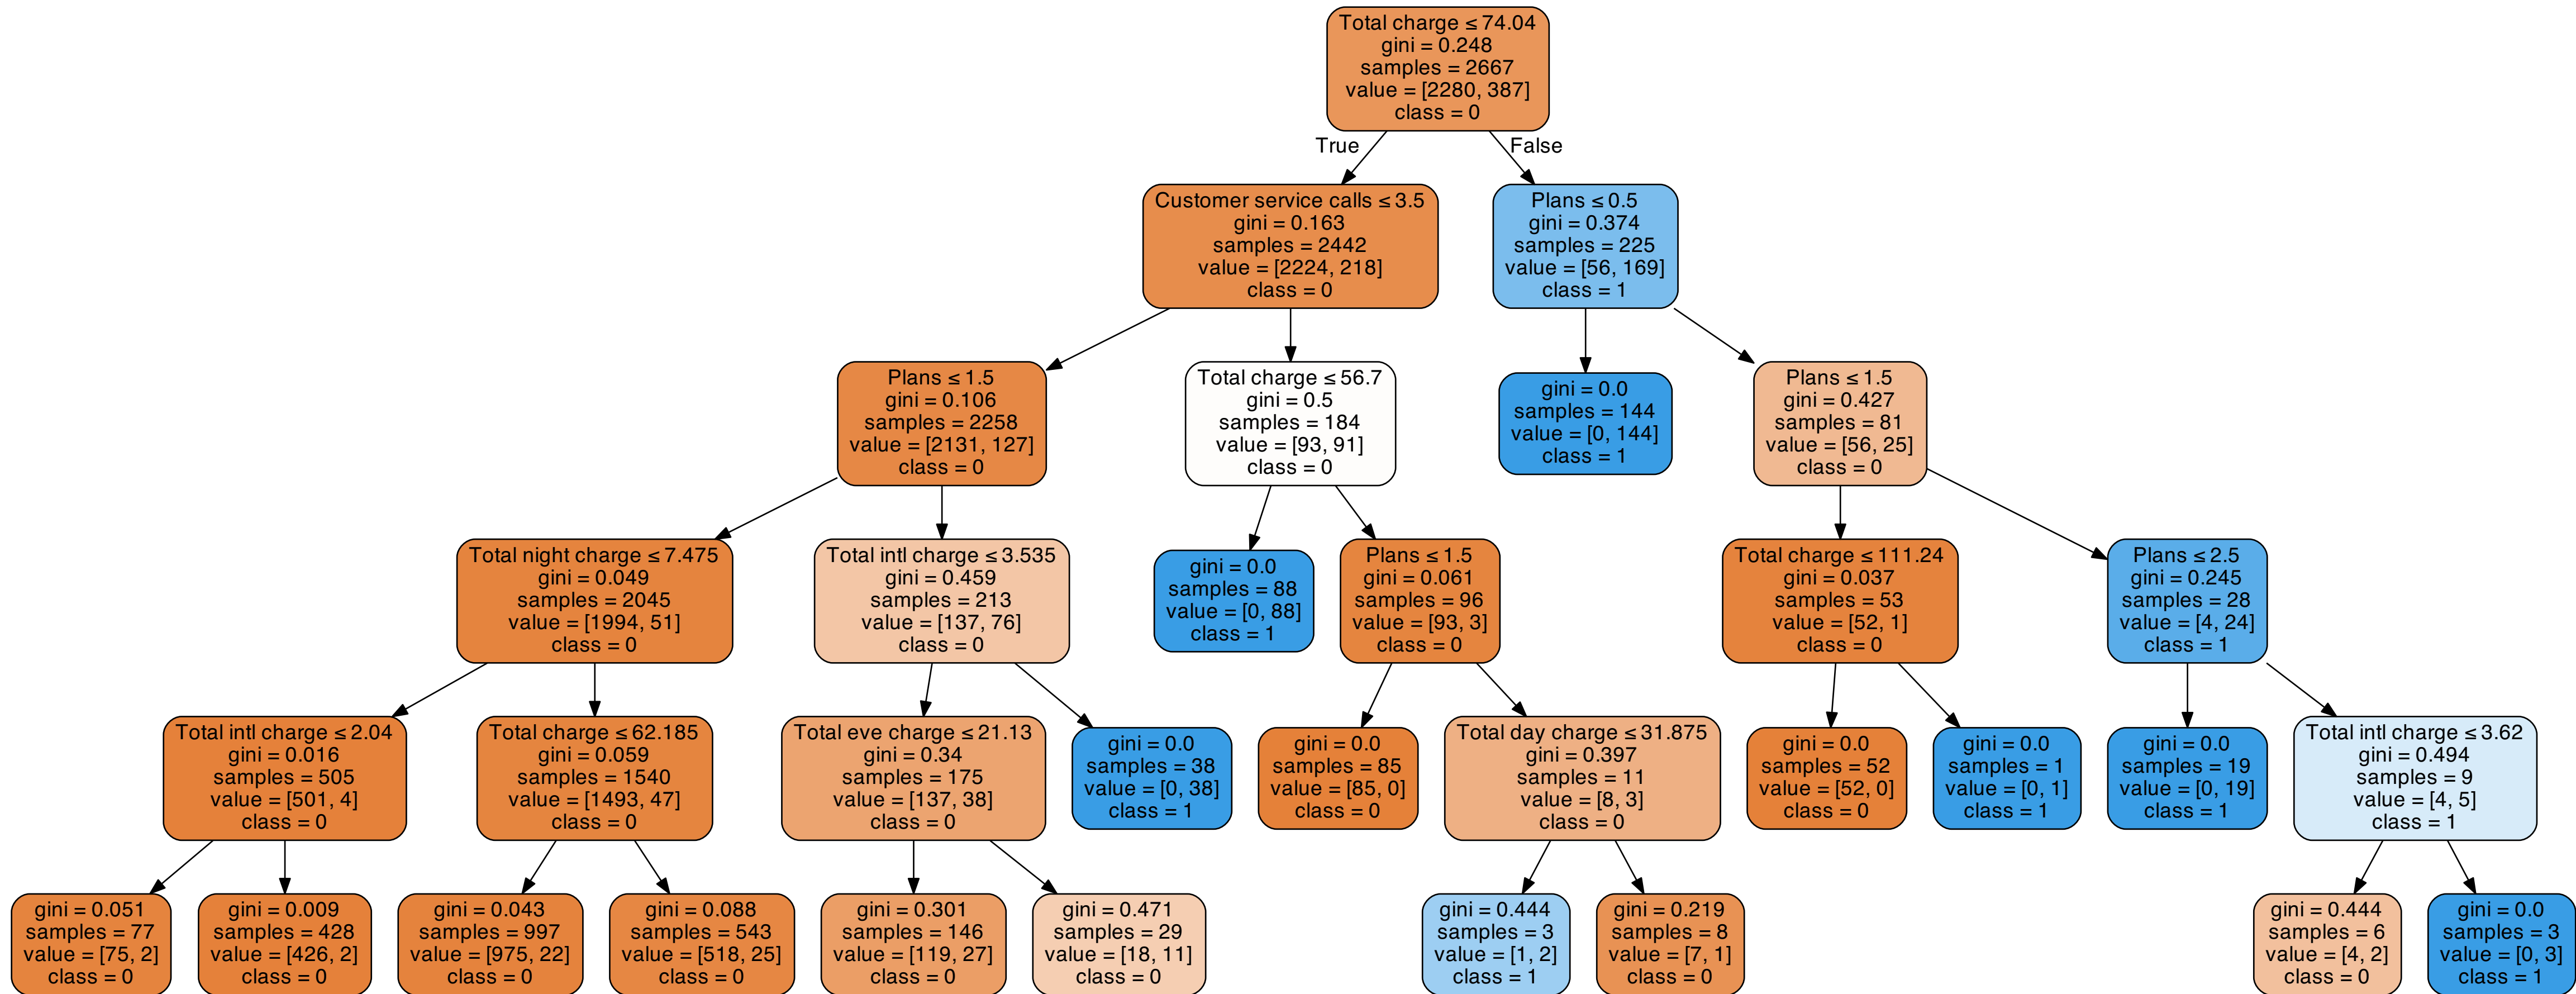 Total charge ≤ 74.04
gini = 0.248
samples = 2667
value = [2280, 387]
class = 0
True
False
Customer service calls ≤ 3.5
gini = 0.163
samples = 2442
value = [2224, 218]
class = 0
Plans ≤ 0.5
gini = 0.374
samples = 225
value = [56, 169]
class = 1
Plans ≤ 1.5
gini = 0.106
samples = 2258
value = [2131, 127]
class = 0
Total charge ≤ 56.7
gini = 0.5
samples = 184
value = [93, 91]
class = 0
gini = 0.0
samples = 144
value = [0, 144]
class = 1
Plans ≤ 1.5
gini = 0.427
samples = 81
value = [56, 25]
class = 0
Total night charge ≤ 7.475
gini = 0.049
samples = 2045
value = [1994, 51]
class = 0
Total intl charge ≤ 3.535
gini = 0.459
samples = 213
value = [137, 76]
class = 0
gini = 0.0
samples = 88
value = [0, 88]
class = 1
Plans ≤ 1.5
gini = 0.061
samples = 96
value = [93, 3]
class = 0
Total charge ≤ 111.24
gini = 0.037
samples = 53
value = [52, 1]
class = 0
Plans ≤ 2.5
gini = 0.245
samples = 28
value = [4, 24]
class = 1
Total intl charge ≤ 2.04
gini = 0.016
samples = 505
value = [501, 4]
class = 0
Total charge ≤ 62.185
gini = 0.059
samples = 1540
value = [1493, 47]
class = 0
Total eve charge ≤ 21.13
gini = 0.34
samples = 175
value = [137, 38]
class = 0
gini = 0.0
samples = 38
value = [0, 38]
class = 1
gini = 0.0
samples = 85
value = [85, 0]
class = 0
Total day charge ≤ 31.875
gini = 0.397
samples = 11
value = [8, 3]
class = 0
gini = 0.0
samples = 52
value = [52, 0]
class = 0
gini = 0.0
samples = 1
value = [0, 1]
class = 1
gini = 0.0
samples = 19
value = [0, 19]
class = 1
Total intl charge ≤ 3.62
gini = 0.494
samples = 9
value = [4, 5]
class = 1
gini = 0.051
samples = 77
value = [75, 2]
class = 0
gini = 0.009
samples = 428
value = [426, 2]
class = 0
gini = 0.043
samples = 997
value = [975, 22]
class = 0
gini = 0.088
samples = 543
value = [518, 25]
class = 0
gini = 0.301
samples = 146
value = [119, 27]
class = 0
gini = 0.471
samples = 29
value = [18, 11]
class = 0
gini = 0.444
samples = 3
value = [1, 2]
class = 1
gini = 0.219
samples = 8
value = [7, 1]
class = 0
gini = 0.444
samples = 6
value = [4, 2]
class = 0
gini = 0.0
samples = 3
value = [0, 3]
class = 1